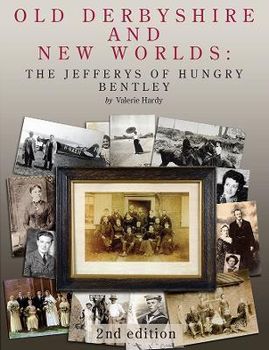 OLD DERBYSHIRE
AND
NEW WORLDS:
THE JEFFERYS OF HUNGRY
BENTLEY
by Valerie Hardy
2nd edition